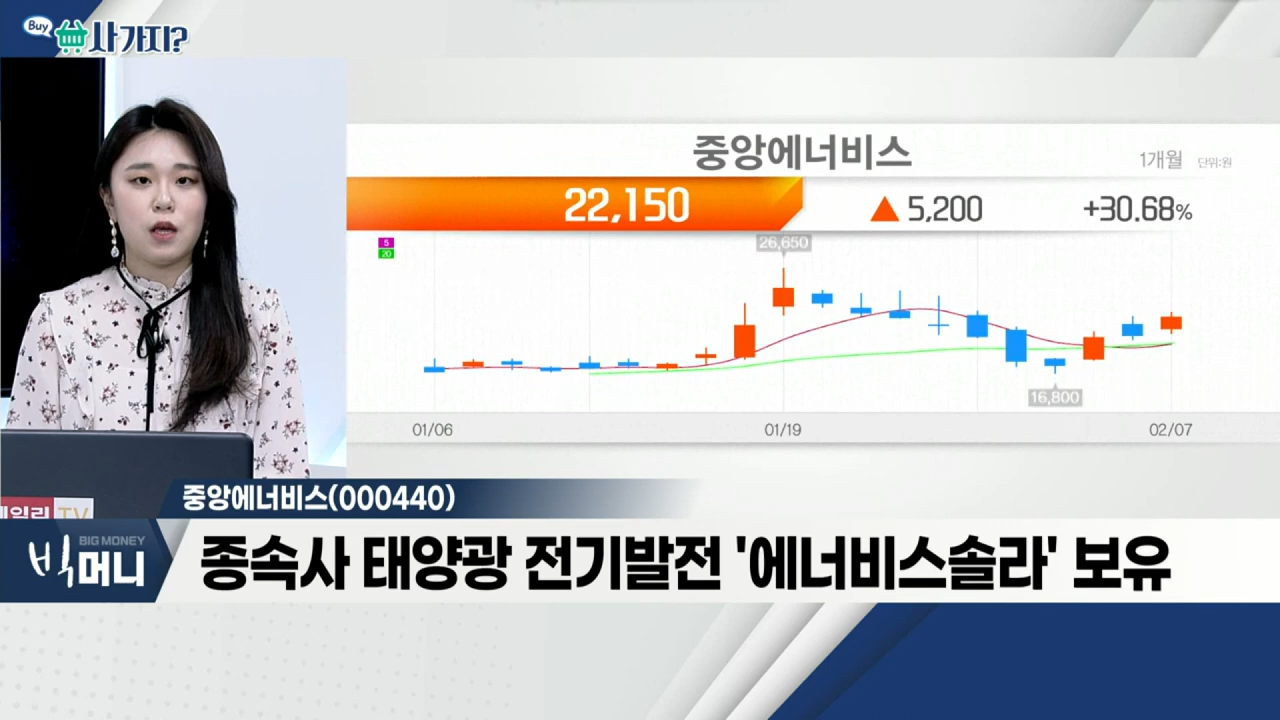 Buy
사가지?
중앙에너비스
1개월 단위:원
22,150 ▲ 5,200 +30.68%
5
20
26,650
16,800
01/06 01/19 02/07
중앙에너비스(000440)
TV
BIG MONEY
빅머니
종속사 태양광 전기발전 '에너비스솔라' 보유